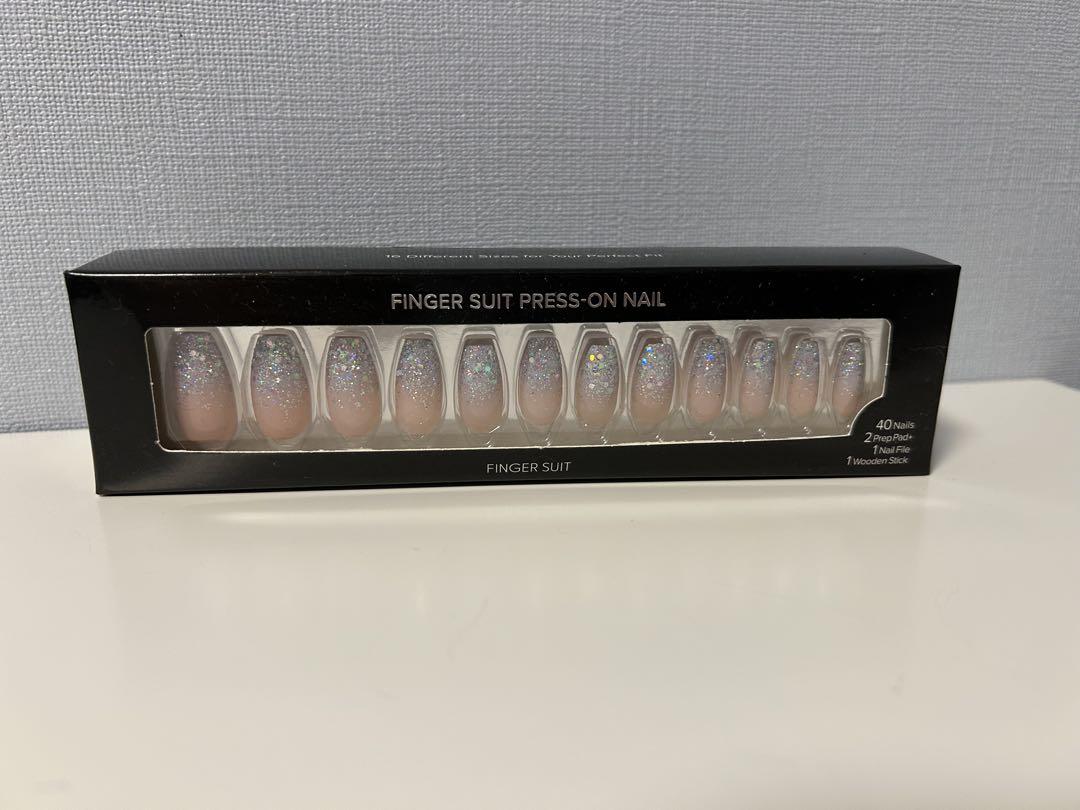 16 Different Sizes for Your Perfect Fit
FINGER SUIT PRESS-ON NAIL
40 Nails
2 Prep Pad+
1 Nail File
1 Wooden Stick
FINGER SUIT